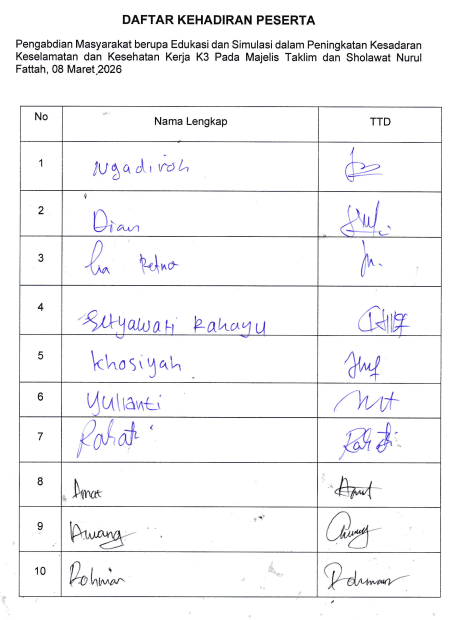 DAFTAR KEHADIRAN PESERTA
Pengabdian Masyarakat berupa Edukasi dan Simulasi dalam Peningkatan Kesadaran
Keselamatan dan Kesehatan Kerja K3 Pada Majelis Taklim dan Sholawat Nurul
Fattah, 08 Maret 2026
No Nama Lengkap TTD
1 Ngadiroh
2 Dian
3 Retno
4 Setyawati Rahayu
5 Khosiyah
6 Yulianti
7
8 Amat
9 Awang
10 Rohman